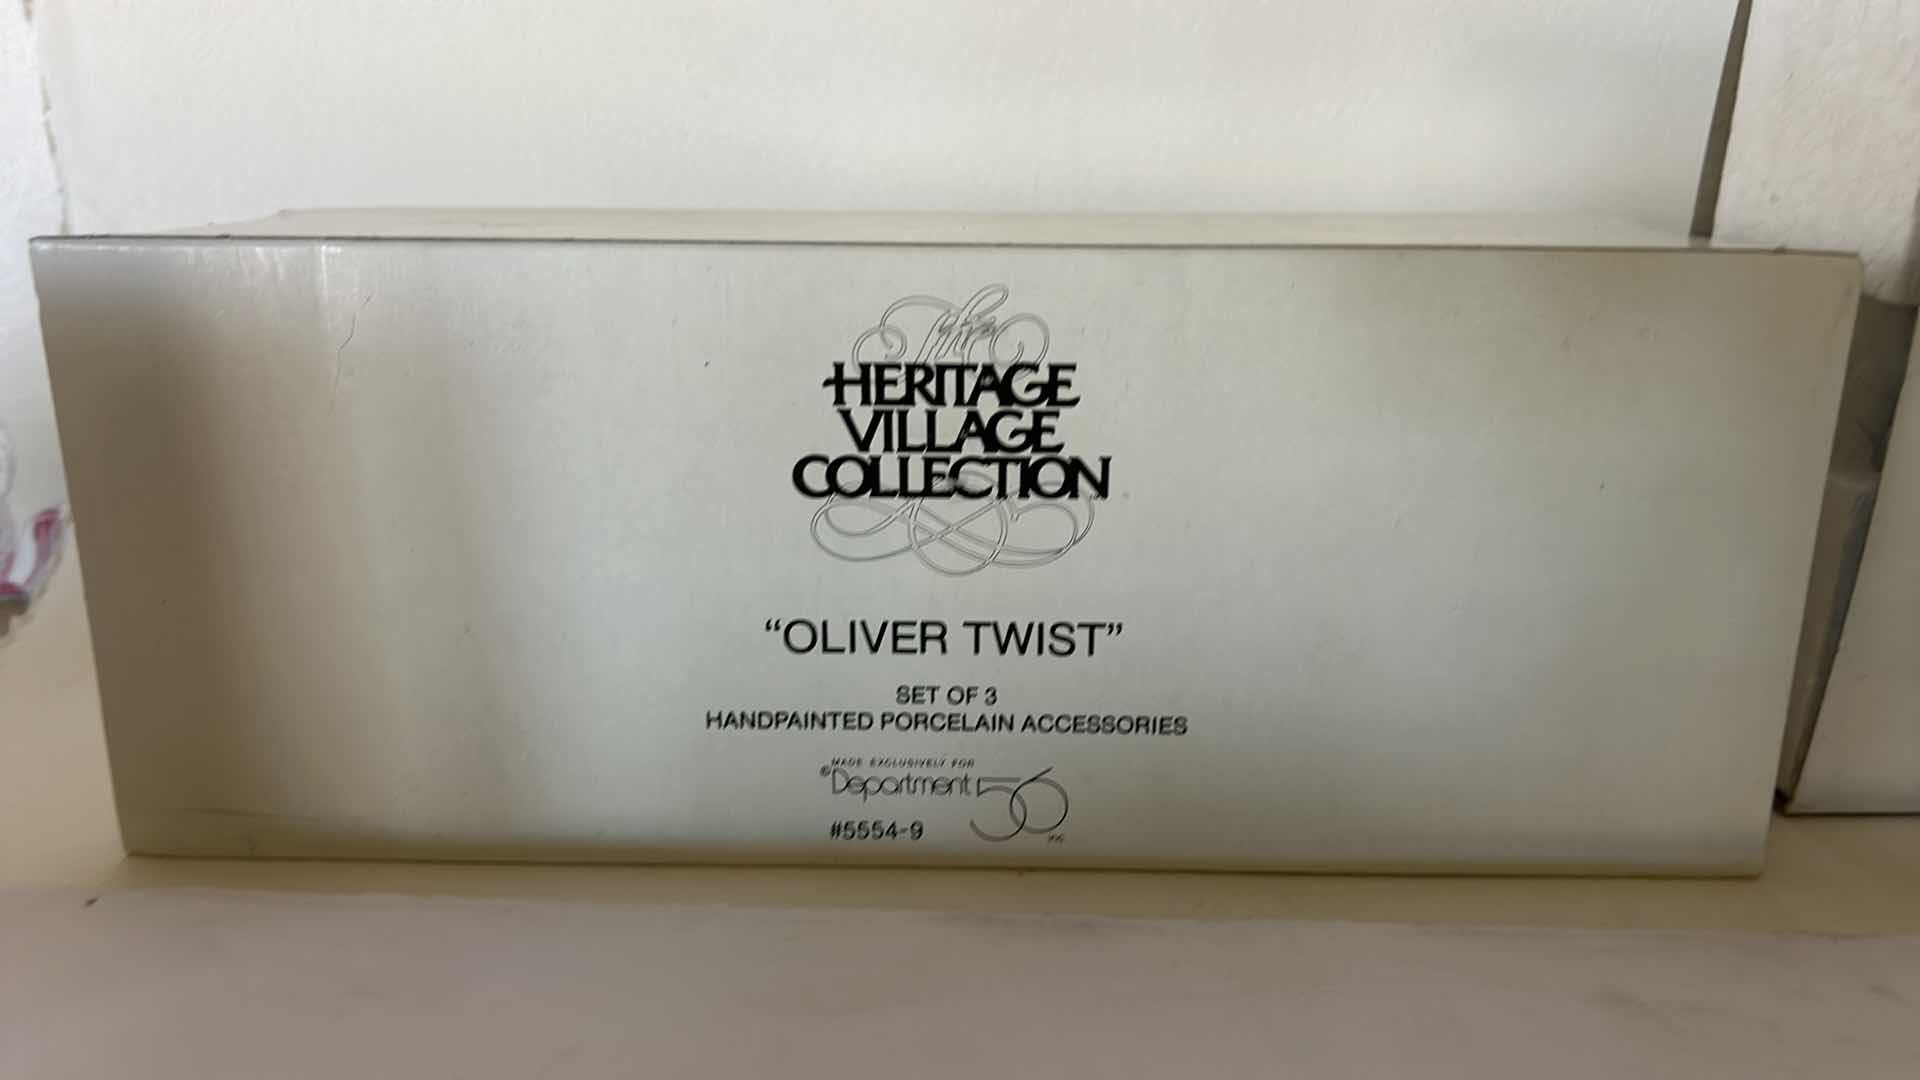 The
HERITAGE
VILLAGE
COLLECTION
“OLIVER TWIST”
SET OF 3
HANDPAINTED PORCELAIN ACCESSORIES
MADE EXCLUSIVELY FOR
©Department 56
INC
#5554-9